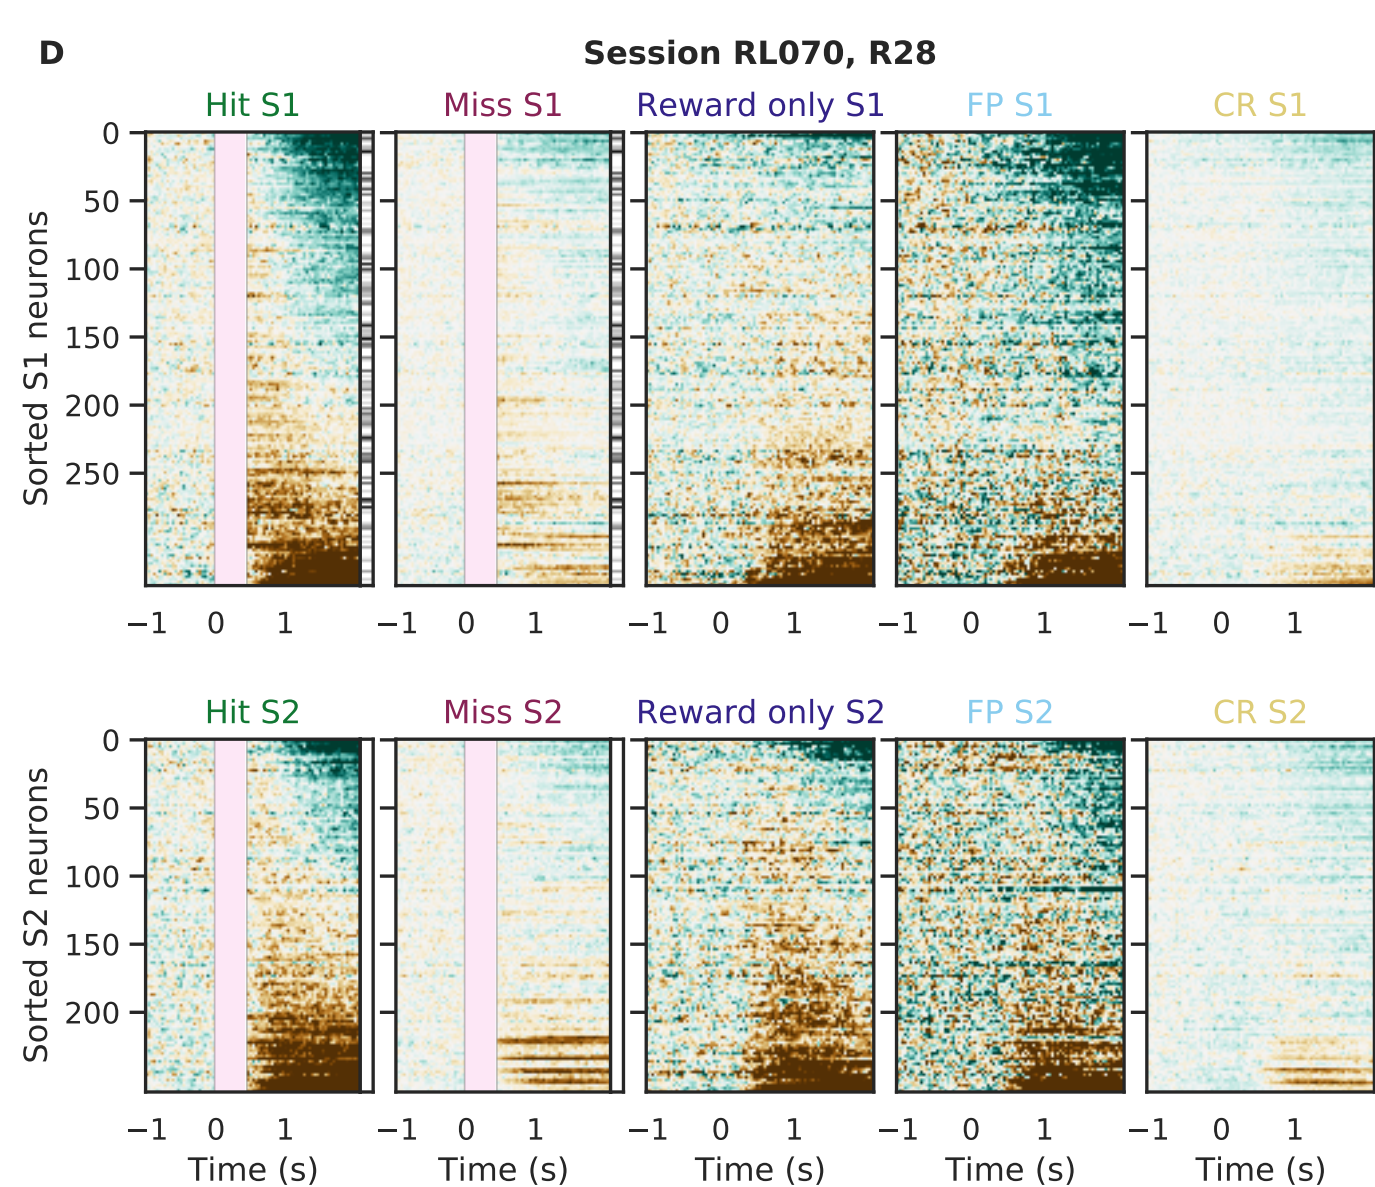 D
Session RL070, R28
Hit S1 Miss S1 Reward only S1 FP S1 CR S1
Sorted S1 neurons
0
50
100
150
200
250
−1 0 1 −1 0 1 −1 0 1 −1 0 1 −1 0 1
Hit S2 Miss S2 Reward only S2 FP S2 CR S2
Sorted S2 neurons
0
50
100
150
200
−1 0 1 −1 0 1 −1 0 1 −1 0 1 −1 0 1
Time (s) Time (s) Time (s) Time (s) Time (s)